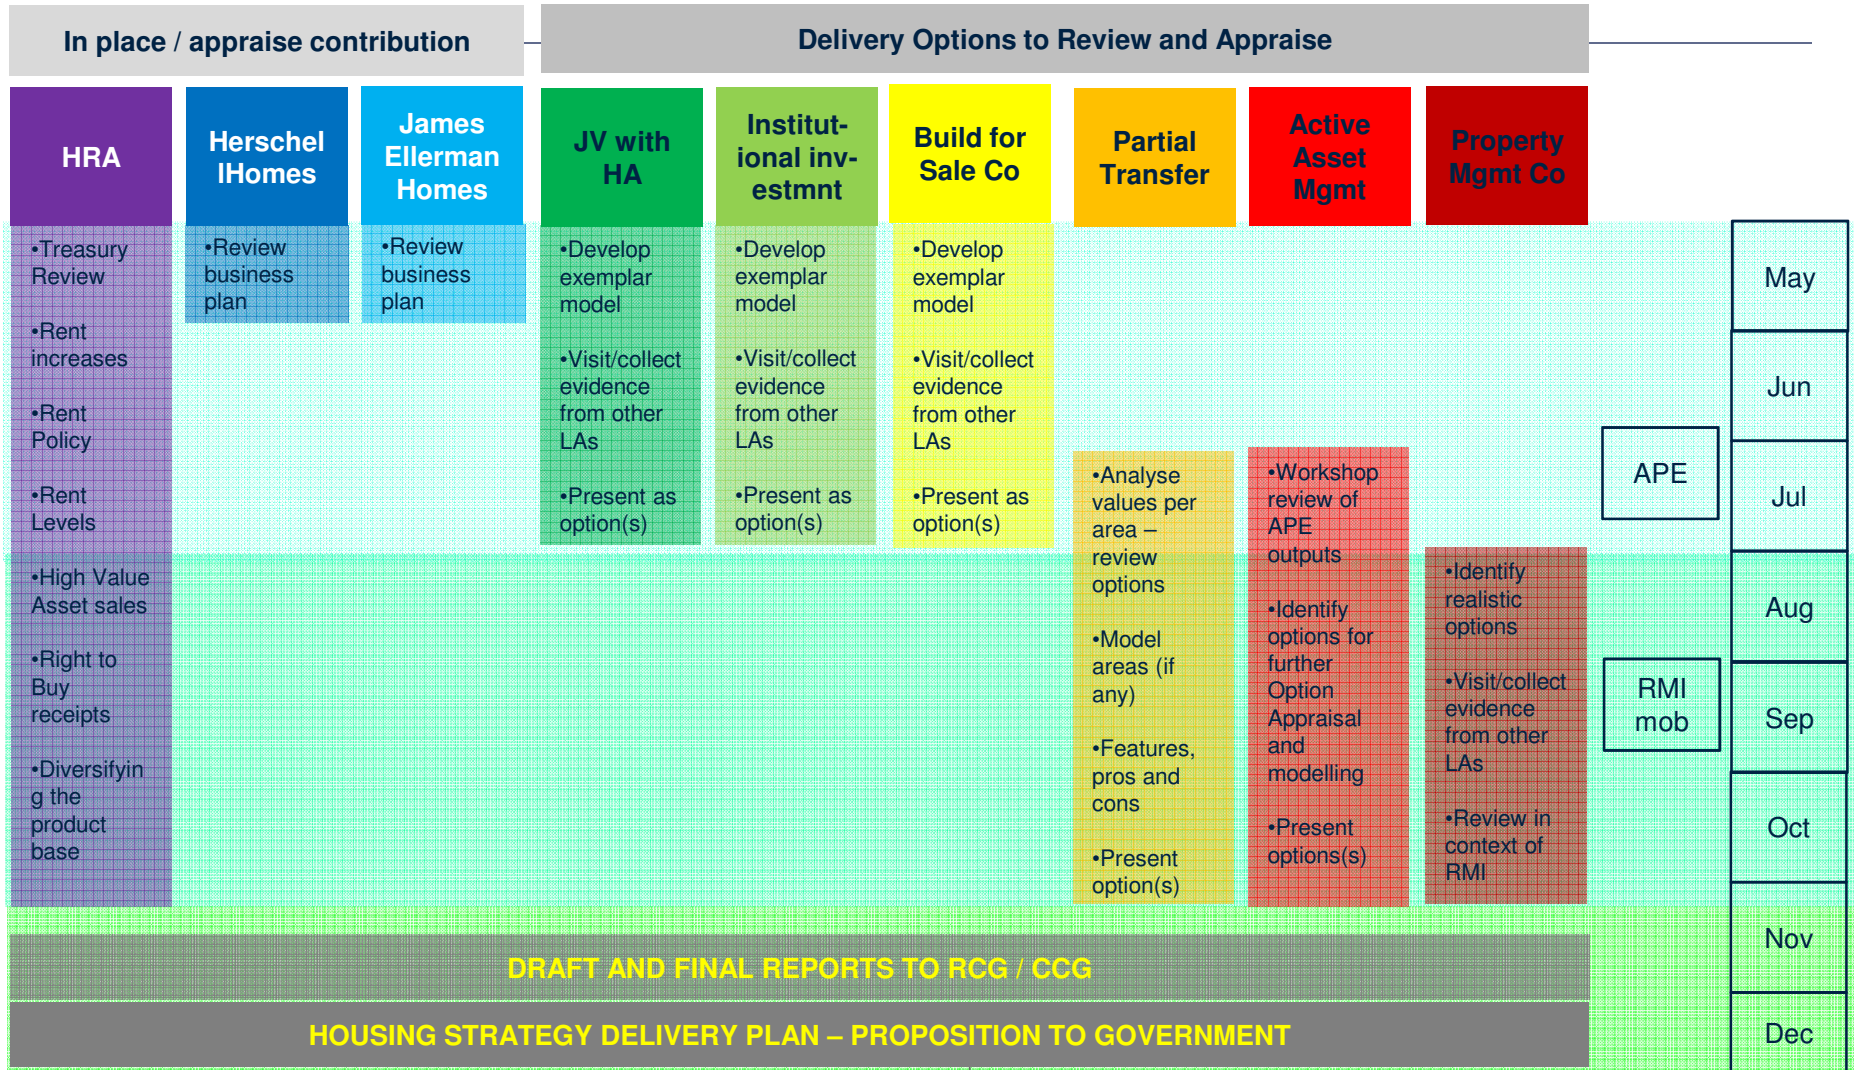 In place / appraise contribution
Delivery Options to Review and Appraise
HRA
Herschel
lHomes
James
Ellerman
Homes
JV with
HA
Institut-
ional inv-
estmnt
Build for
Sale Co
Partial
Transfer
Active
Asset
Mgmt
Property
Mgmt Co
•Treasury
Review
•Rent
increases
•Rent
Policy
•Rent
Levels
•High Value
Asset sales
•Right to
Buy
receipts
•Diversifyin
g the
product
base
•Review
business
plan
•Review
business
plan
•Develop
exemplar
model
•Visit/collect
evidence
from other
LAs
•Present as
option(s)
•Develop
exemplar
model
•Visit/collect
evidence
from other
LAs
•Present as
option(s)
•Develop
exemplar
model
•Visit/collect
evidence
from other
LAs
•Present as
option(s)
•Analyse
values per
area –
review
options
•Model
areas (if
any)
•Features,
pros and
cons
•Present
option(s)
•Workshop
review of
APE
outputs
•Identify
options for
further
Option
Appraisal
and
modelling
•Present
options(s)
•Identify
realistic
options
•Visit/collect
evidence
from other
LAs
•Review in
context of
RMI
APE
RMI
mob
May
Jun
Jul
Aug
Sep
Oct
Nov
Dec
DRAFT AND FINAL REPORTS TO RCG / CCG
HOUSING STRATEGY DELIVERY PLAN – PROPOSITION TO GOVERNMENT